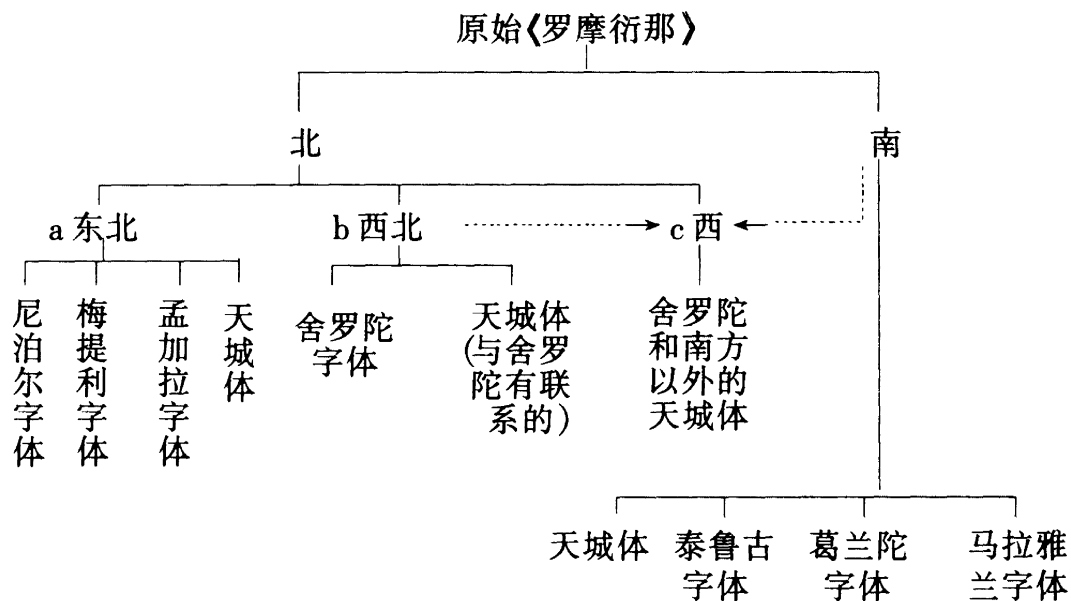 原始《罗摩衍那》
北
南
a东北
b西北
c西
尼泊尔字体
梅提利字体
孟加拉字体
天城体
舍罗陀
字体
天城体
(与舍罗
陀有联
系的)
舍罗陀
和南方
以外的
天城体
天城体
泰鲁古
字体
葛兰陀
字体
马拉雅
兰字体